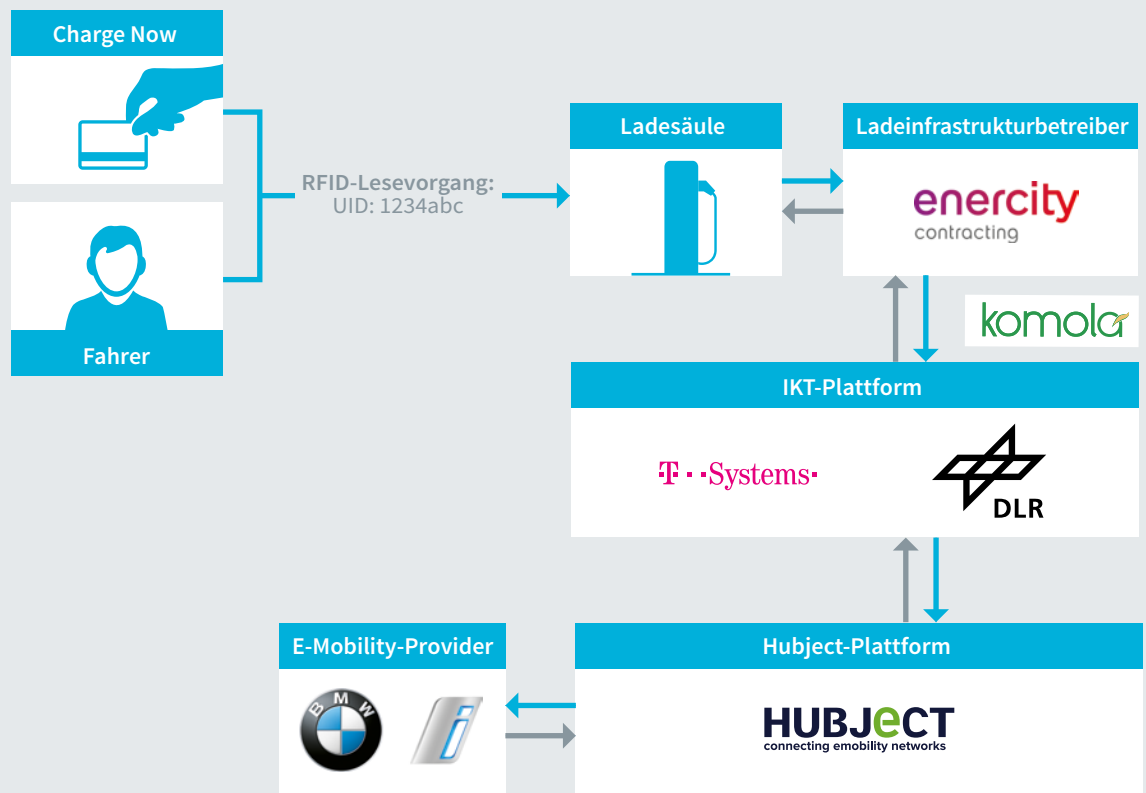 Charge Now
Fahrer
RFID-Lesevorgang:
UID: 1234abc
Ladesäule
Ladeinfrastrukturbetreiber
enercity
contracting
komola
IKT-Plattform
T · · Systems ·
DLR
E-Mobility-Provider
BMW
i
Hubject-Plattform
HUBJeCT
connecting emobility networks